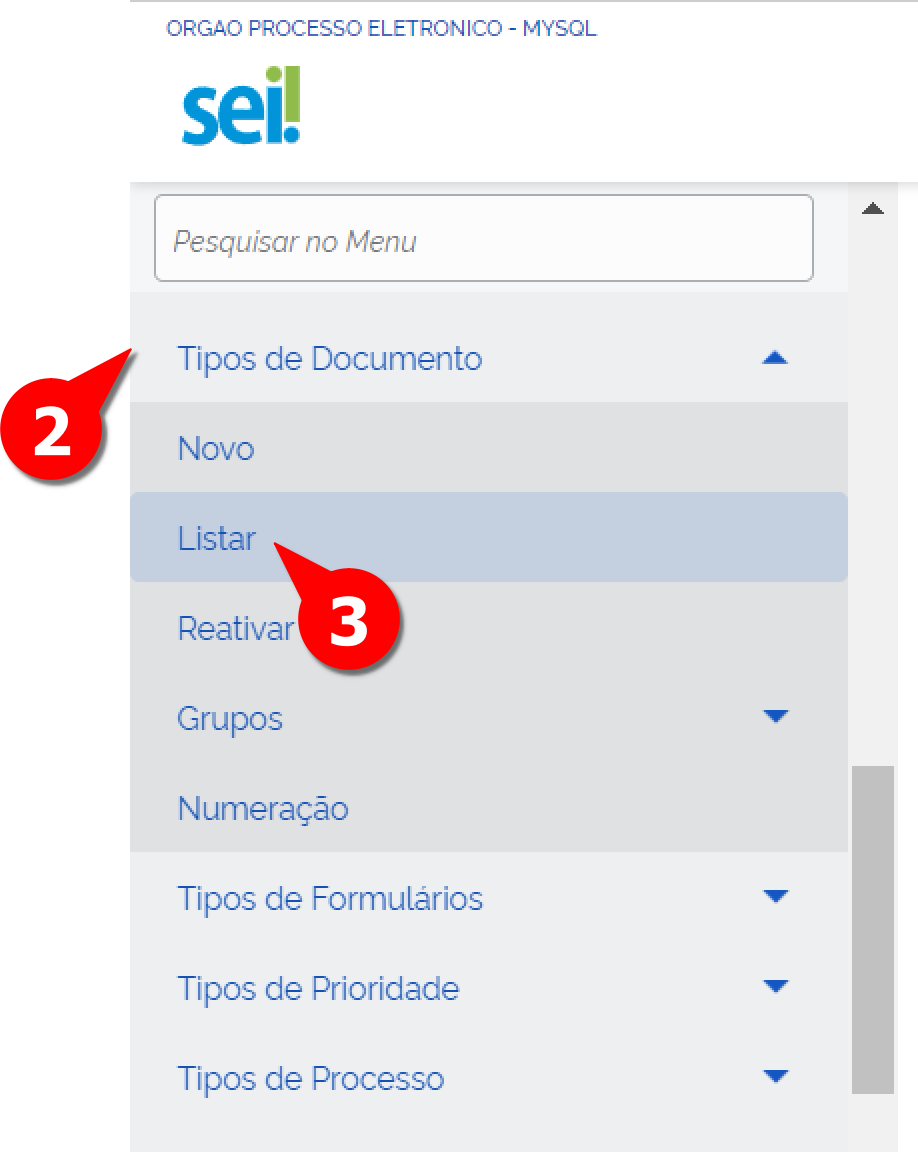 ORGAO PROCESSO ELETRONICO - MYSQL
sei!
Pesquisar no Menu
Tipos de Documento
2
Novo
Listar
3
Reativar
Grupos
Numeração
Tipos de Formulários
Tipos de Prioridade
Tipos de Processo